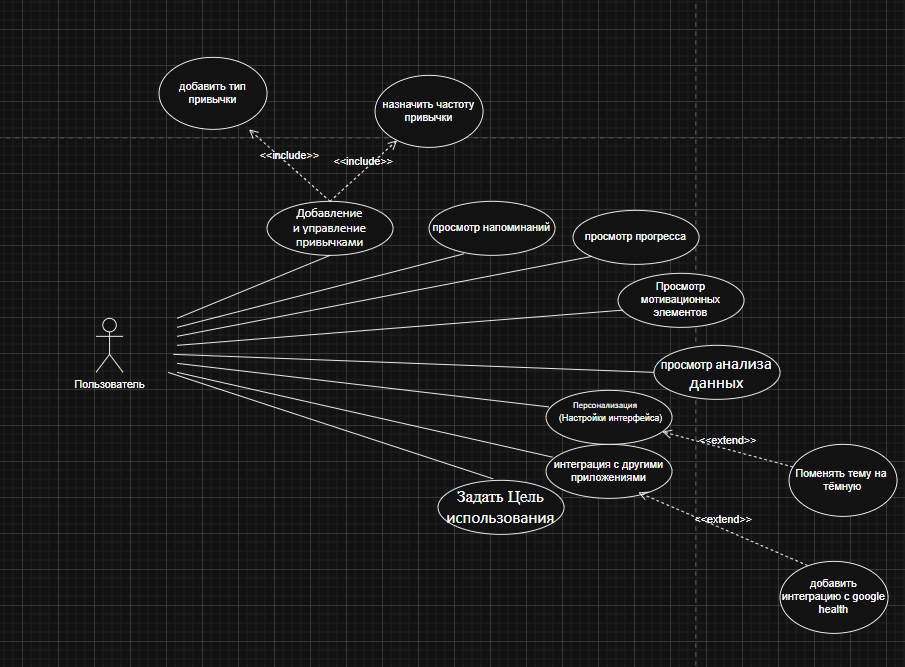 добавить тип
привычки
назначить частоту
привычки
<<include>>
<<include>>
Добавление
и управление
привычками
просмотр напоминаний
просмотр прогресса
Просмотр
мотивационных
элементов
Пользователь
просмотр анализа
данных
Персонализация
(Настройки интерфейса)
<<extend>>
интеграция с другими
приложениями
Поменять тему на
тёмную
Задать Цель
использования
<<extend>>
добавить
интеграцию с google
health